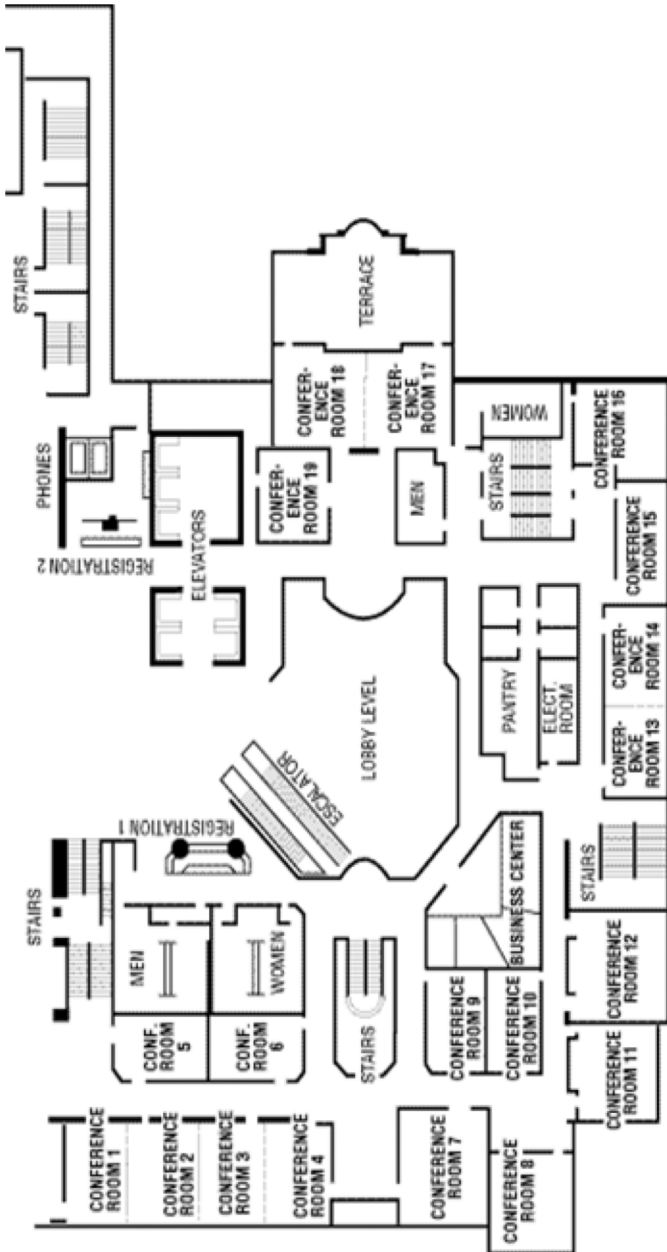 STAIRS
PHONES
REGISTRATION 2
ELEVATORS
TERRACE
CONFER-
ENCE
ROOM 18
CONFER-
ENCE
ROOM 17
CONFER-
ENCE
ROOM 19
MEN
WOMEN
STAIRS
CONFERENCE
ROOM 16
CONFERENCE
ROOM 15
CONFER-
ENCE
ROOM 14
CONFER-
ENCE
ROOM 13
PANTRY
ELECT.
ROOM
LOBBY LEVEL
ESCALATOR
REGISTRATION 1
STAIRS
MEN
WOMEN
CONF.
ROOM
5
CONF.
ROOM
6
STAIRS
BUSINESS CENTER
STAIRS
CONFERENCE
ROOM 9
CONFERENCE
ROOM 10
CONFERENCE
ROOM 12
CONFERENCE
ROOM 11
CONFERENCE
ROOM 1
CONFERENCE
ROOM 2
CONFERENCE
ROOM 3
CONFERENCE
ROOM 4
CONFERENCE
ROOM 7
CONFERENCE
ROOM 8